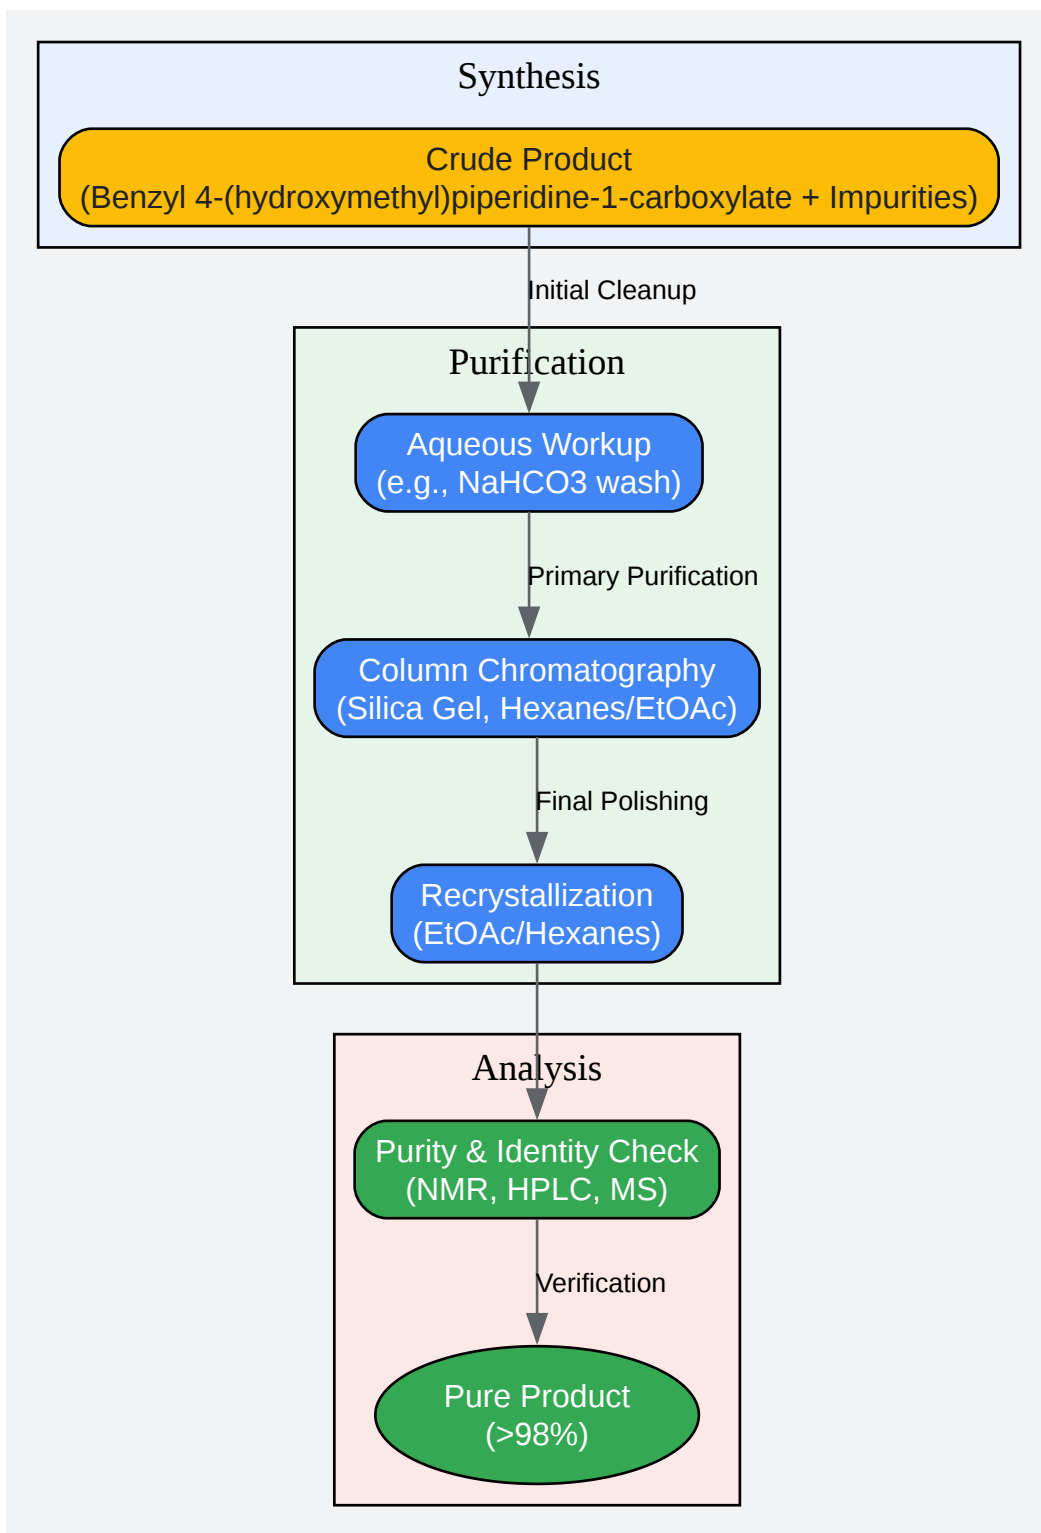 Synthesis
Crude Product
(Benzyl 4-(hydroxymethyl)piperidine-1-carboxylate + Impurities)
Initial Cleanup
Purification
Aqueous Workup
(e.g., NaHCO3 wash)
Primary Purification
Column Chromatography
(Silica Gel, Hexanes/EtOAc)
Final Polishing
Recrystallization
(EtOAc/Hexanes)
Analysis
Purity & Identity Check
(NMR, HPLC, MS)
Verification
Pure Product
(>98%)